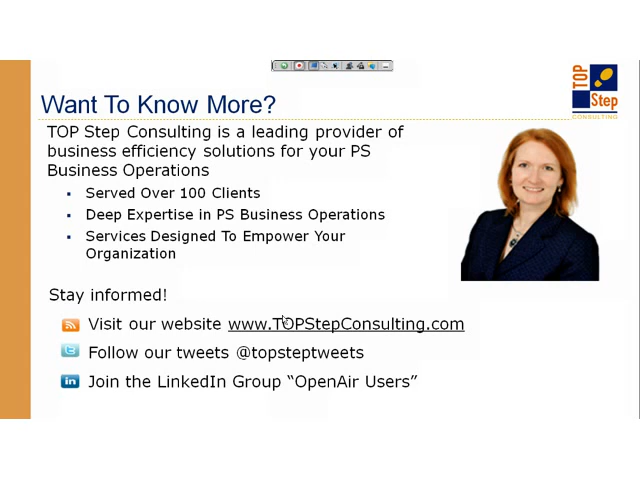 TOP
Step
CONSULTING
Want To Know More?
TOP Step Consulting is a leading provider of
business efficiency solutions for your PS
Business Operations
▪ Served Over 100 Clients
▪ Deep Expertise in PS Business Operations
▪ Services Designed To Empower Your
Organization
Stay informed!
Visit our website www.TOPStepConsulting.com
Follow our tweets @topsteptweets
Join the LinkedIn Group “OpenAir Users”